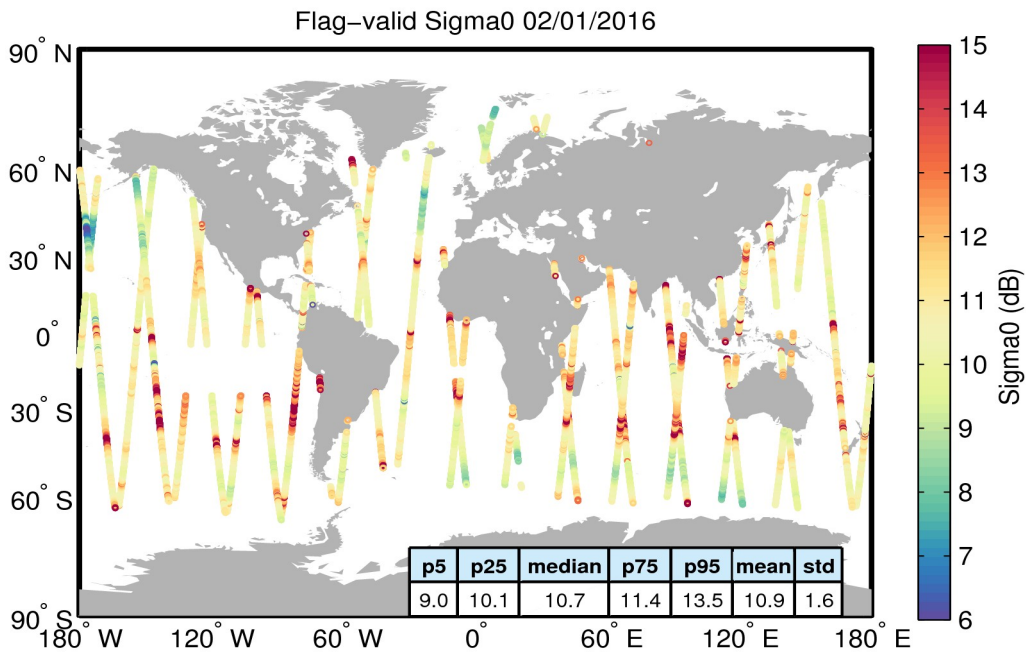 Flag−valid Sigma0 02/01/2016
90° N
60° N
30° N
0°
30° S
60° S
90° S
180° W
120° W
60° W
0°
60° E
120° E
180° E
p5 p25 median p75 p95 mean std
9.0 10.1 10.7 11.4 13.5 10.9 1.6
15
14
13
12
11
10
9
8
7
6
Sigma0 (dB)